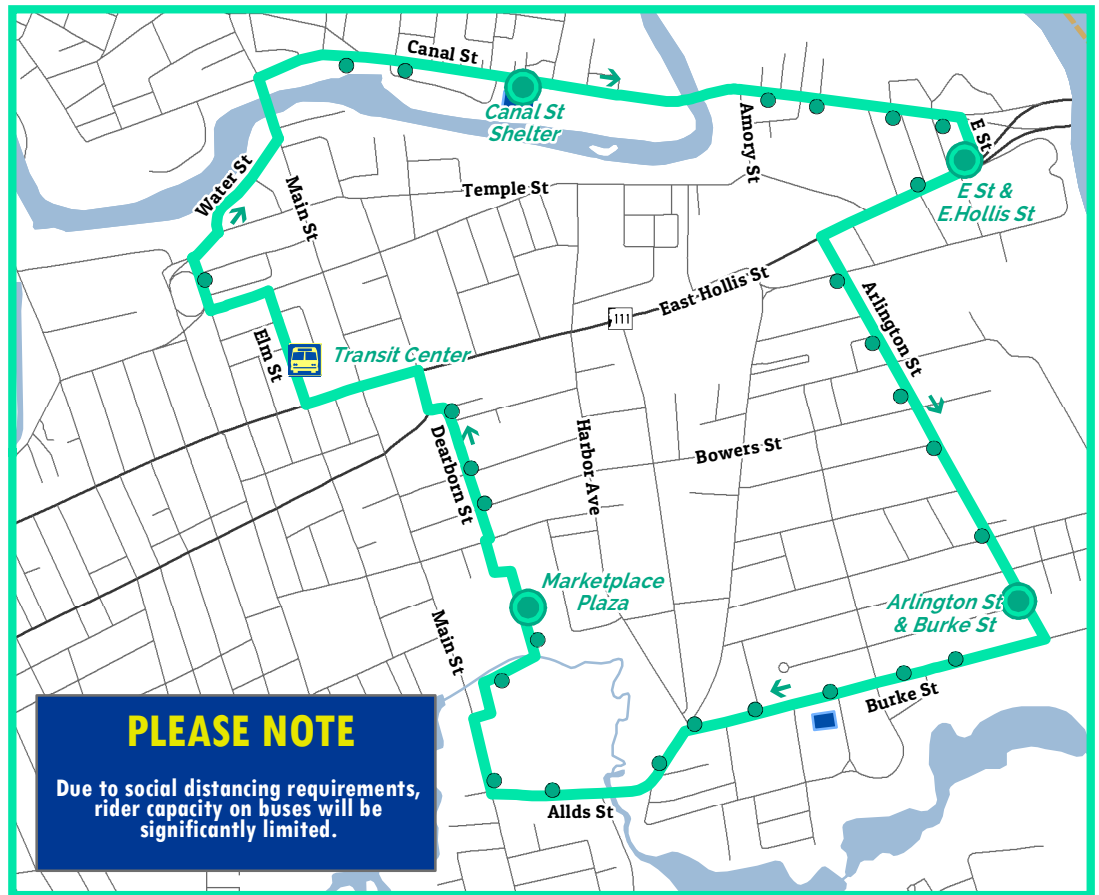 Canal St
Canal St
Shelter
Amory St
E St
E St &
E.Hollis St
Water St
Main St
Temple St
East Hollis St
111
Arlington St
Elm St
Transit Center
Dearborn St
Harbor Ave
Bowers St
Marketplace
Plaza
Arlington St
& Burke St
Main St
Burke St
Allds St
PLEASE NOTE
Due to social distancing requirements,
rider capacity on buses will be
significantly limited.